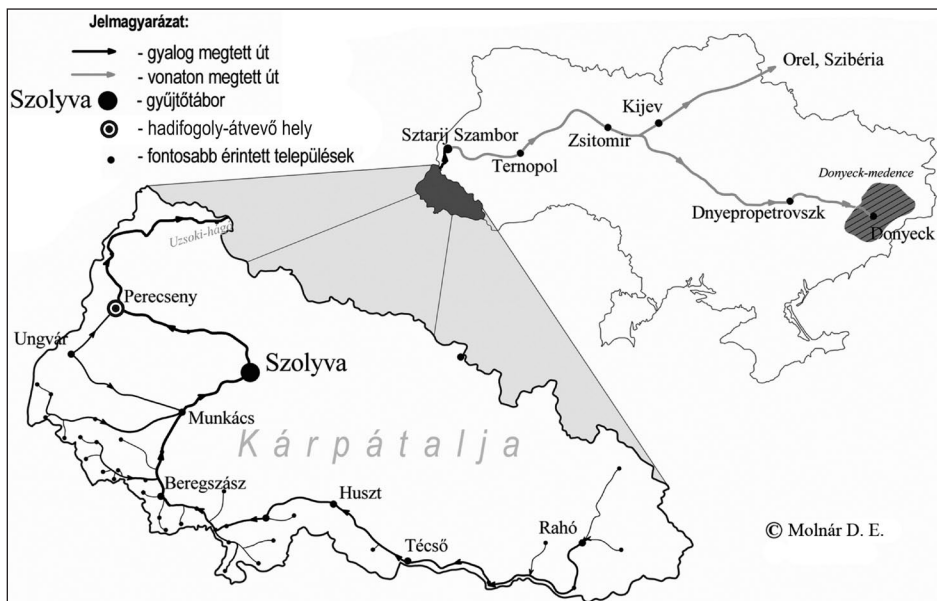 Jelmagyarázat:
- gyalog megtett út
- vonaton megtett út
Szolyva - gyűjtőtábor
- hadifogoly-átvevő hely
- fontosabb érintett települések
Orel, Szibéria
Kijev
Sztarij Szambor
Zsitomir
Ternopol
Donyeck-medence
Dnyepropetrovszk
Donyeck
Uzsoki-hágó
Perecseny
Ungvár
Szolyva
Munkács
Kárpátalja
Beregszász
Huszt
Rahó
Técső
© Molnár D. E.